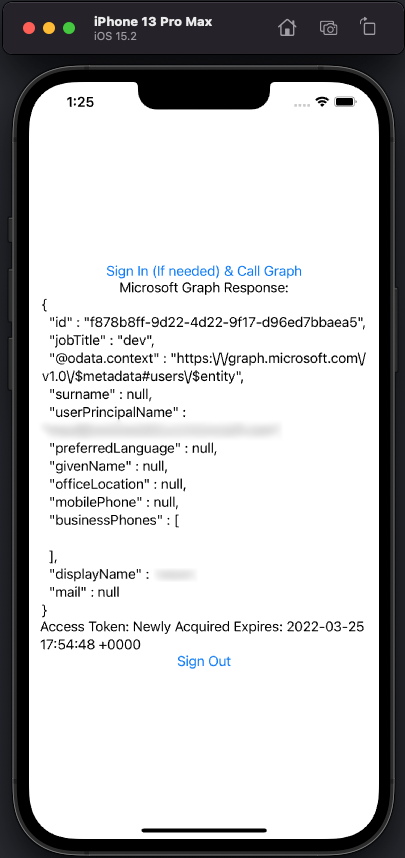 iPhone 13 Pro Max
iOS 15.2
1:25
Sign In (If needed) & Call Graph
Microsoft Graph Response:
{
"id" : "f878b8ff-9d22-4d22-9f17-d96ed7bbaea5",
"jobTitle" : "dev",
"@odata.context" : "https:\/\/graph.microsoft.com\/
v1.0\/$metadata#users\/$entity",
"surname" : null,
"userPrincipalName" :
"preferredLanguage" : null,
"givenName" : null,
"officeLocation" : null,
"mobilePhone" : null,
"businessPhones" : [
],
"displayName" :
"mail" : null
}
Access Token: Newly Acquired Expires: 2022-03-25
17:54:48 +0000
Sign Out